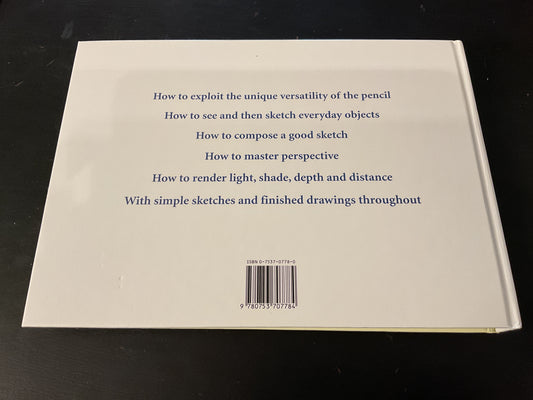 How to exploit the unique versatility of the pencil
How to see and then sketch everyday objects
How to compose a good sketch
How to master perspective
How to render light, shade, depth and distance
With simple sketches and finished drawings throughout
ISBN 0-7537-0778-0
9 780753 707784